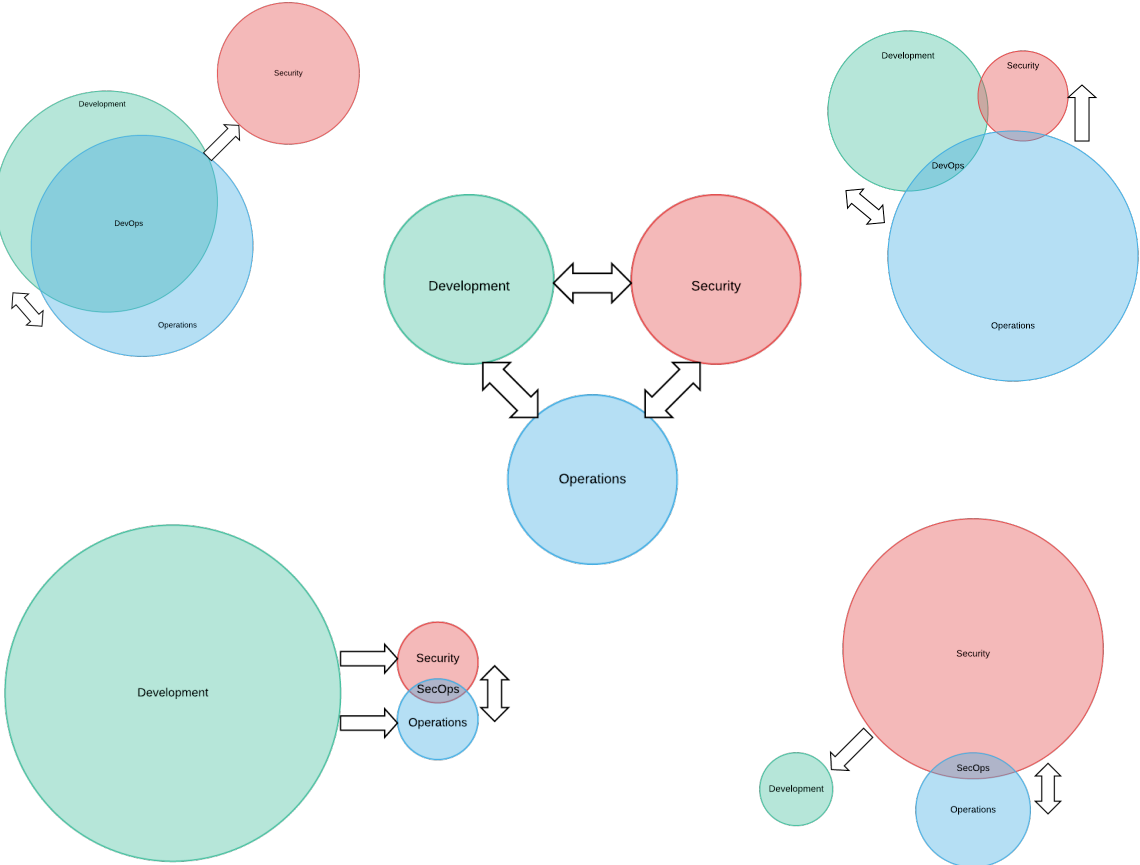 Security
Development
DevOps
Operations
Development
Security
DevOps
Operations
Development
Security
Operations
Development
Security
SecOps
Operations
Security
SecOps
Development
Operations